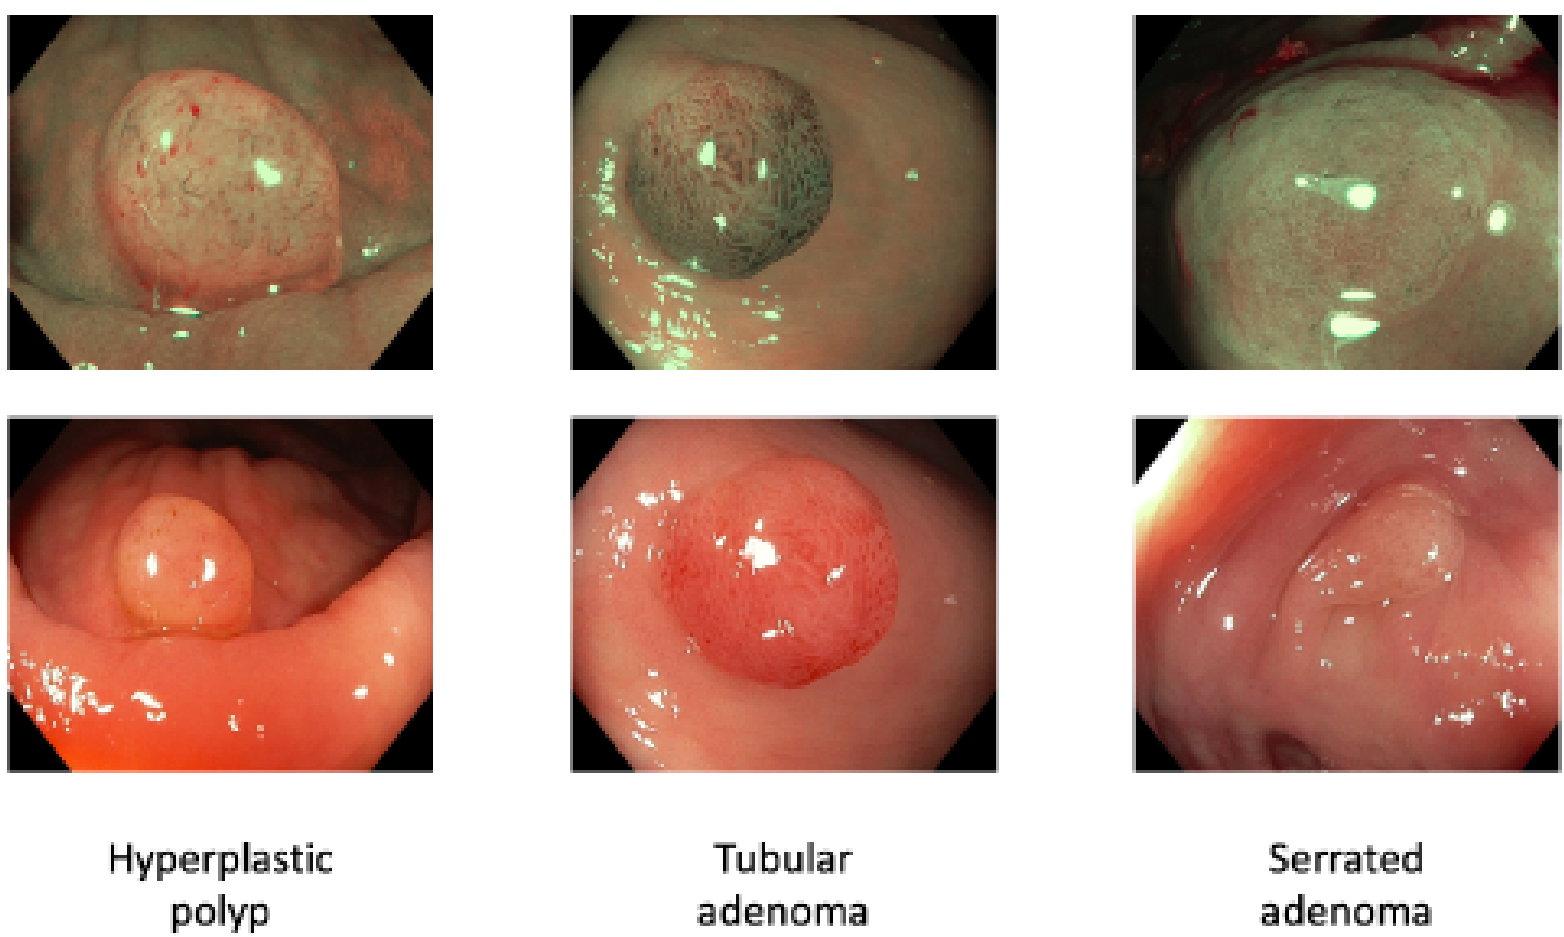 Hyperplastic
polyp
Tubular
adenoma
Serrated
adenoma